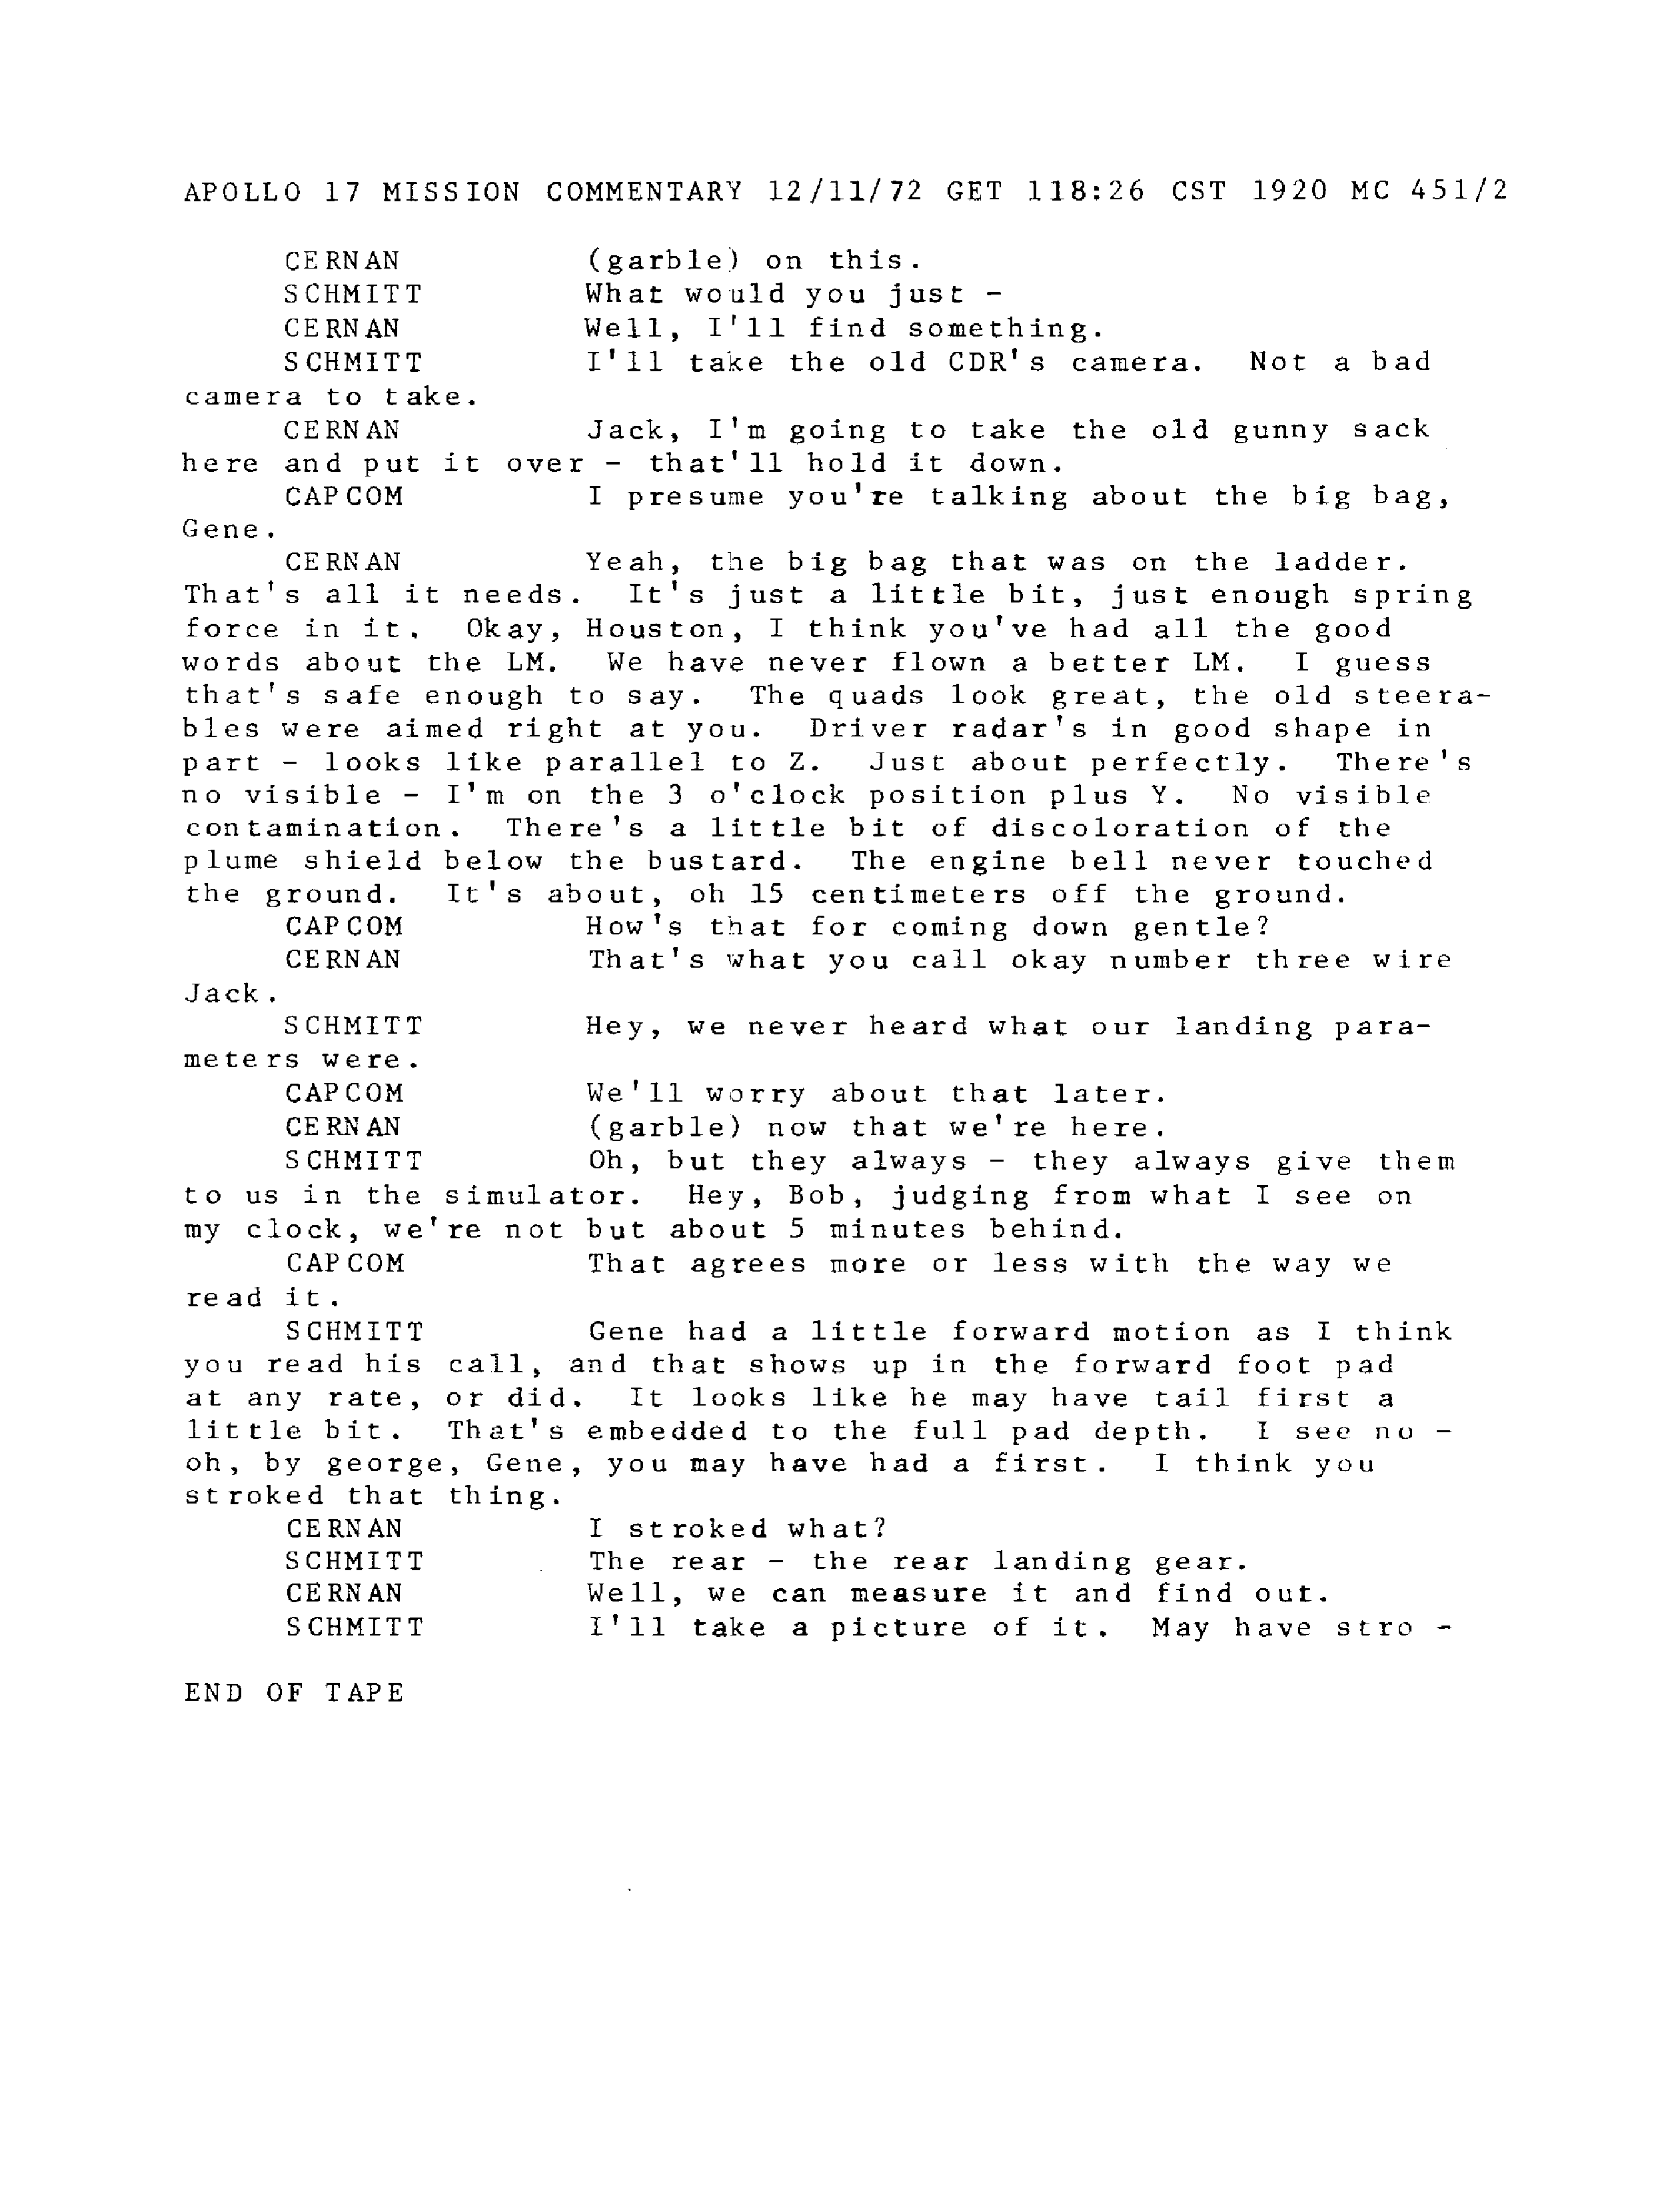 APOLLO 17 MISSION COMMENTARY 12/11/72 GET 118:26 CST 1920 MC 451/2
CERNAN (garble) on this.
SCHMITT What would you just -
CERNAN Well, I'll find something.
SCHMITT I'll take the old CDR's camera. Not a bad
camera to take.
CERNAN Jack, I'm going to take the old gunny sack
here and put it over - that'll hold it down.
CAPCOM I presume you're talking about the big bag,
Gene.
CERNAN Yeah, the big bag that was on the ladder.
That's all it needs. It's just a little bit, just enough spring
force in it. Okay, Houston, I think you've had all the good
words about the LM. We have never flown a better LM. I guess
that's safe enough to say. The quads look great, the old steera-
bles were aimed right at you. Driver radar's in good shape in
part - looks like parallel to Z. Just about perfectly. There's
no visible - I'm on the 3 o'clock position plus Y. No visible
contamination. There's a little bit of discoloration of the
plume shield below the bustard. The engine bell never touched
the ground. It's about, oh 15 centimeters off the ground.
CAPCOM How's that for coming down gentle?
CERNAN That's what you call okay number three wire
Jack.
SCHMITT Hey, we never heard what our landing para-
meters were.
CAPCOM We'll worry about that later.
CERNAN (garble) now that we're here.
SCHMITT Oh, but they always - they always give them
to us in the simulator. Hey, Bob, judging from what I see on
my clock, we're not but about 5 minutes behind.
CAPCOM That agrees more or less with the way we
read it.
SCHMITT Gene had a little forward motion as I think
you read his call, and that shows up in the forward foot pad
at any rate, or did. It looks like he may have tail first a
little bit. That's embedded to the full pad depth. I see no -
oh, by george, Gene, you may have had a first. I think you
stroked that thing.
CERNAN I stroked what?
SCHMITT The rear - the rear landing gear.
CERNAN Well, we can measure it and find out.
SCHMITT I'll take a picture of it. May have stro -
END OF TAPE